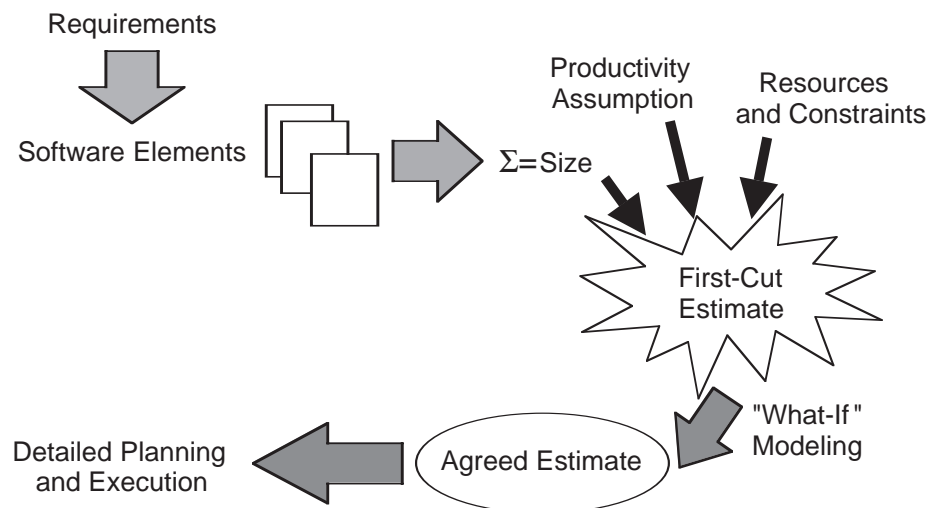 Requirements
Software Elements
Σ=Size
Productivity
Assumption
Resources
and Constraints
First-Cut
Estimate
"What-If"
Modeling
Agreed Estimate
Detailed Planning
and Execution